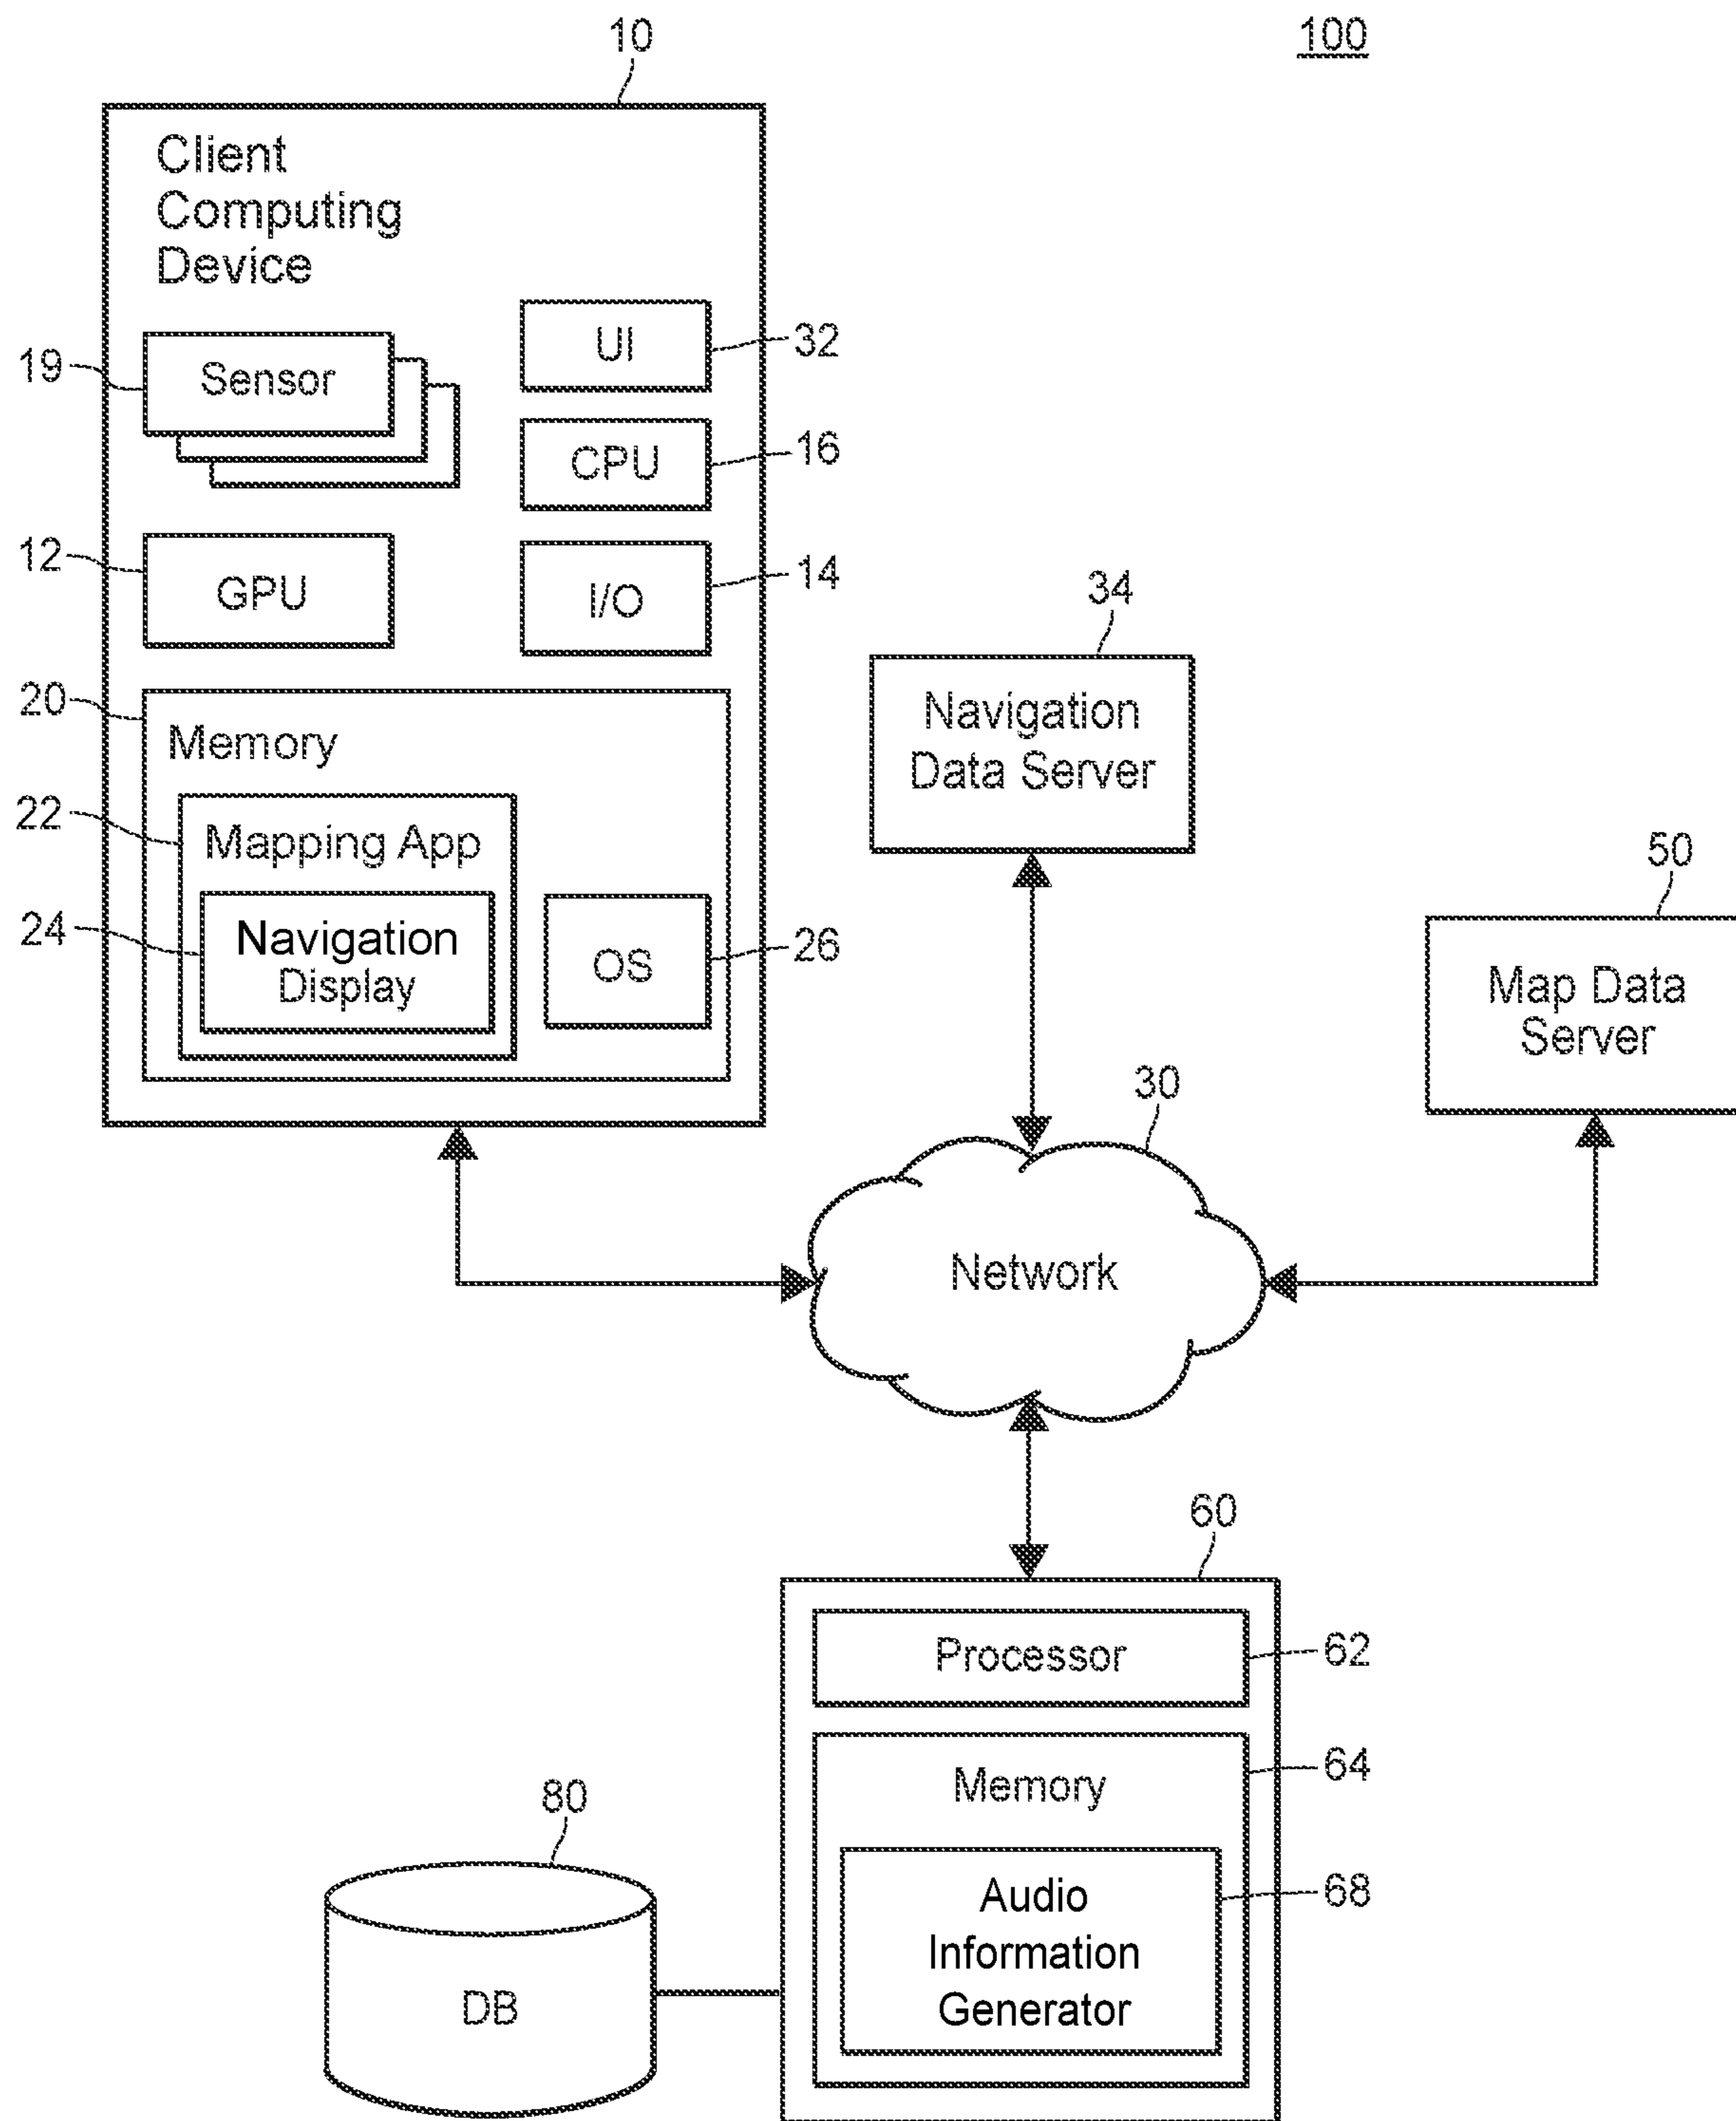 10
100
Client
Computing
Device
UI
32
19
Sensor
CPU
16
12
GPU
I/O
14
34
Navigation
Data Server
20
Memory
22
Mapping App
24
Navigation
Display
OS
26
50
Map Data
Server
30
Network
60
Processor
62
Memory
64
80
DB
Audio
Information
Generator
68